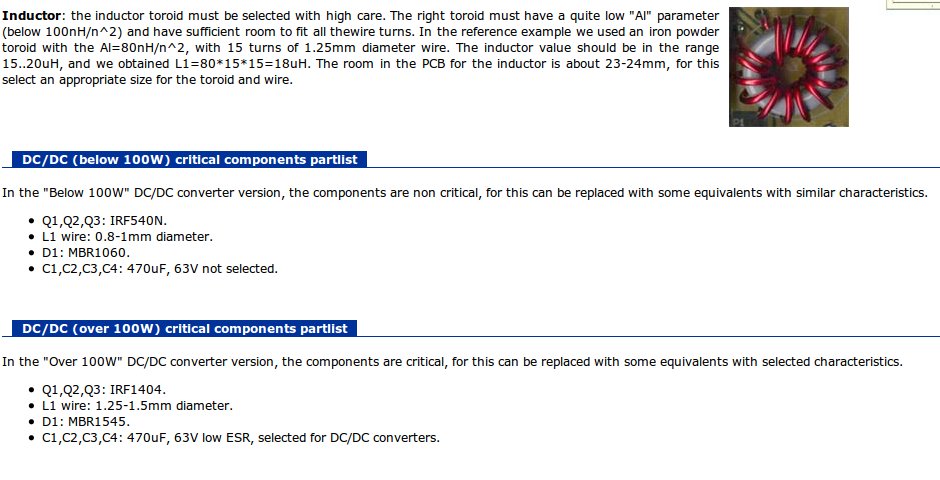 Inductor: the inductor toroid must be selected with high care. The right toroid must have a quite low "Al" parameter
(below 100nH/n^2) and have sufficient room to fit all thewire turns. In the reference example we used an iron powder
toroid with the Al=80nH/n^2, with 15 turns of 1.25mm diameter wire. The inductor value should be in the range
15..20uH, and we obtained L1=80*15*15=18uH. The room in the PCB for the inductor is about 23-24mm, for this
select an appropriate size for the toroid and wire.
DC/DC (below 100W) critical components partlist
In the "Below 100W" DC/DC converter version, the components are non critical, for this can be replaced with some equivalents with similar characteristics.
• Q1,Q2,Q3: IRF540N.
• L1 wire: 0.8-1mm diameter.
• D1: MBR1060.
• C1,C2,C3,C4: 470uF, 63V not selected.
DC/DC (over 100W) critical components partlist
In the "Over 100W" DC/DC converter version, the components are critical, for this can be replaced with some equivalents with selected characteristics.
• Q1,Q2,Q3: IRF1404.
• L1 wire: 1.25-1.5mm diameter.
• D1: MBR1545.
• C1,C2,C3,C4: 470uF, 63V low ESR, selected for DC/DC converters.